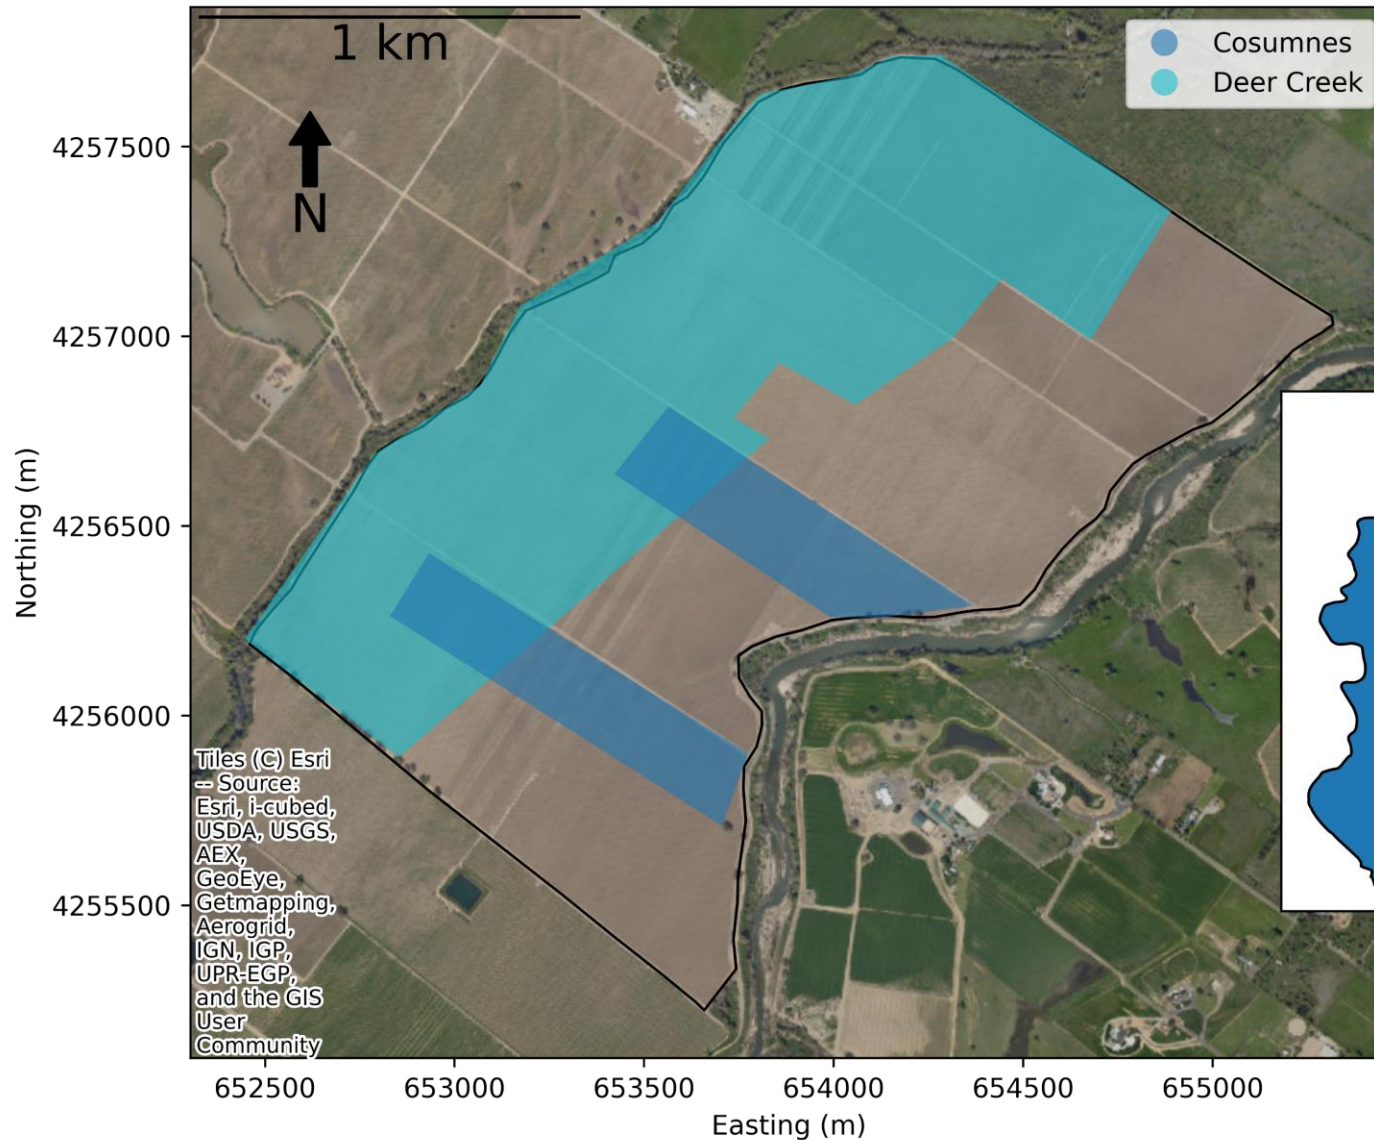 1 km
N
Cosumnes
Deer Creek
4257500
4257000
4256500
4256000
4255500
Northing (m)
Tiles (C) Esri
-- Source:
Esri, i-cubed,
USDA, USGS,
AEX,
GeoEye,
Getmapping,
Aerogrid,
IGN, IGP,
UPR-EGP,
and the GIS
User
Community
652500 653000 653500 654000 654500 655000
Easting (m)